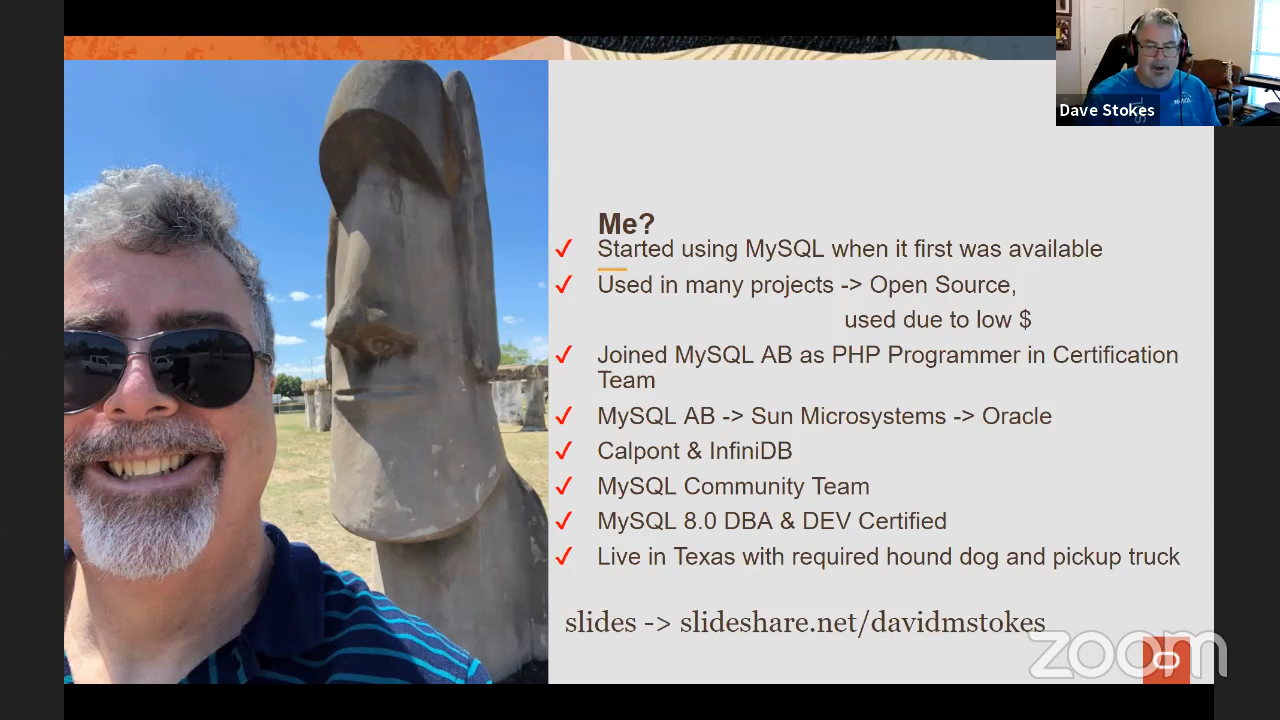 Dave Stokes
Me?
✓ Started using MySQL when it first was available
✓ Used in many projects -> Open Source,
used due to low $
✓ Joined MySQL AB as PHP Programmer in Certification
Team
✓ MySQL AB -> Sun Microsystems -> Oracle
✓ Calpont & InfiniDB
✓ MySQL Community Team
✓ MySQL 8.0 DBA & DEV Certified
✓ Live in Texas with required hound dog and pickup truck
slides -> slideshare.net/davidmstokes
zoom